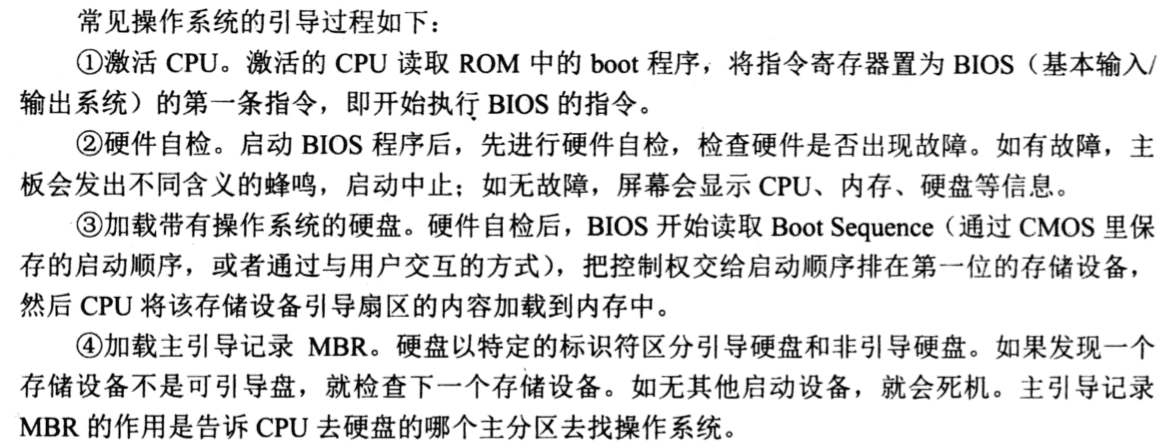 常见操作系统的引导过程如下：
①激活 CPU。激活的 CPU 读取 ROM 中的 boot 程序，将指令寄存器置为 BIOS（基本输入/
输出系统）的第一条指令，即开始执行 BIOS 的指令。
②硬件自检。启动 BIOS 程序后，先进行硬件自检，检查硬件是否出现故障。如有故障，主
板会发出不同含义的蜂鸣，启动中止；如无故障，屏幕会显示 CPU、内存、硬盘等信息。
③加载带有操作系统的硬盘。硬件自检后，BIOS 开始读取 Boot Sequence（通过 CMOS 里保
存的启动顺序，或者通过与用户交互的方式），把控制权交给启动顺序排在第一位的存储设备，
然后 CPU 将该存储设备引导扇区的内容加载到内存中。
④加载主引导记录 MBR。硬盘以特定的标识符区分引导硬盘和非引导硬盘。如果发现一个
存储设备不是可引导盘，就检查下一个存储设备。如无其他启动设备，就会死机。主引导记录
MBR 的作用是告诉 CPU 去硬盘的哪个主分区去找操作系统。